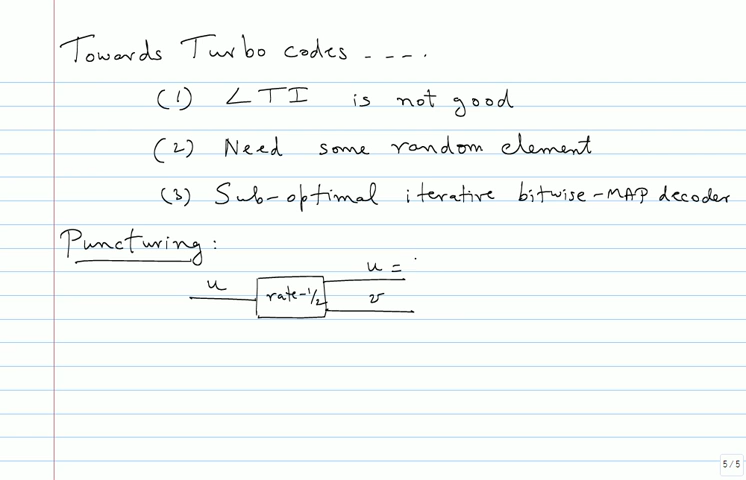 Towards Turbo codes ----.
(1) LTI is not good
(2) Need some random element
(3) Sub-optimal iterative bitwise-MAP decoder
Puncturing:
u =
u rate-1/2 v
5/5